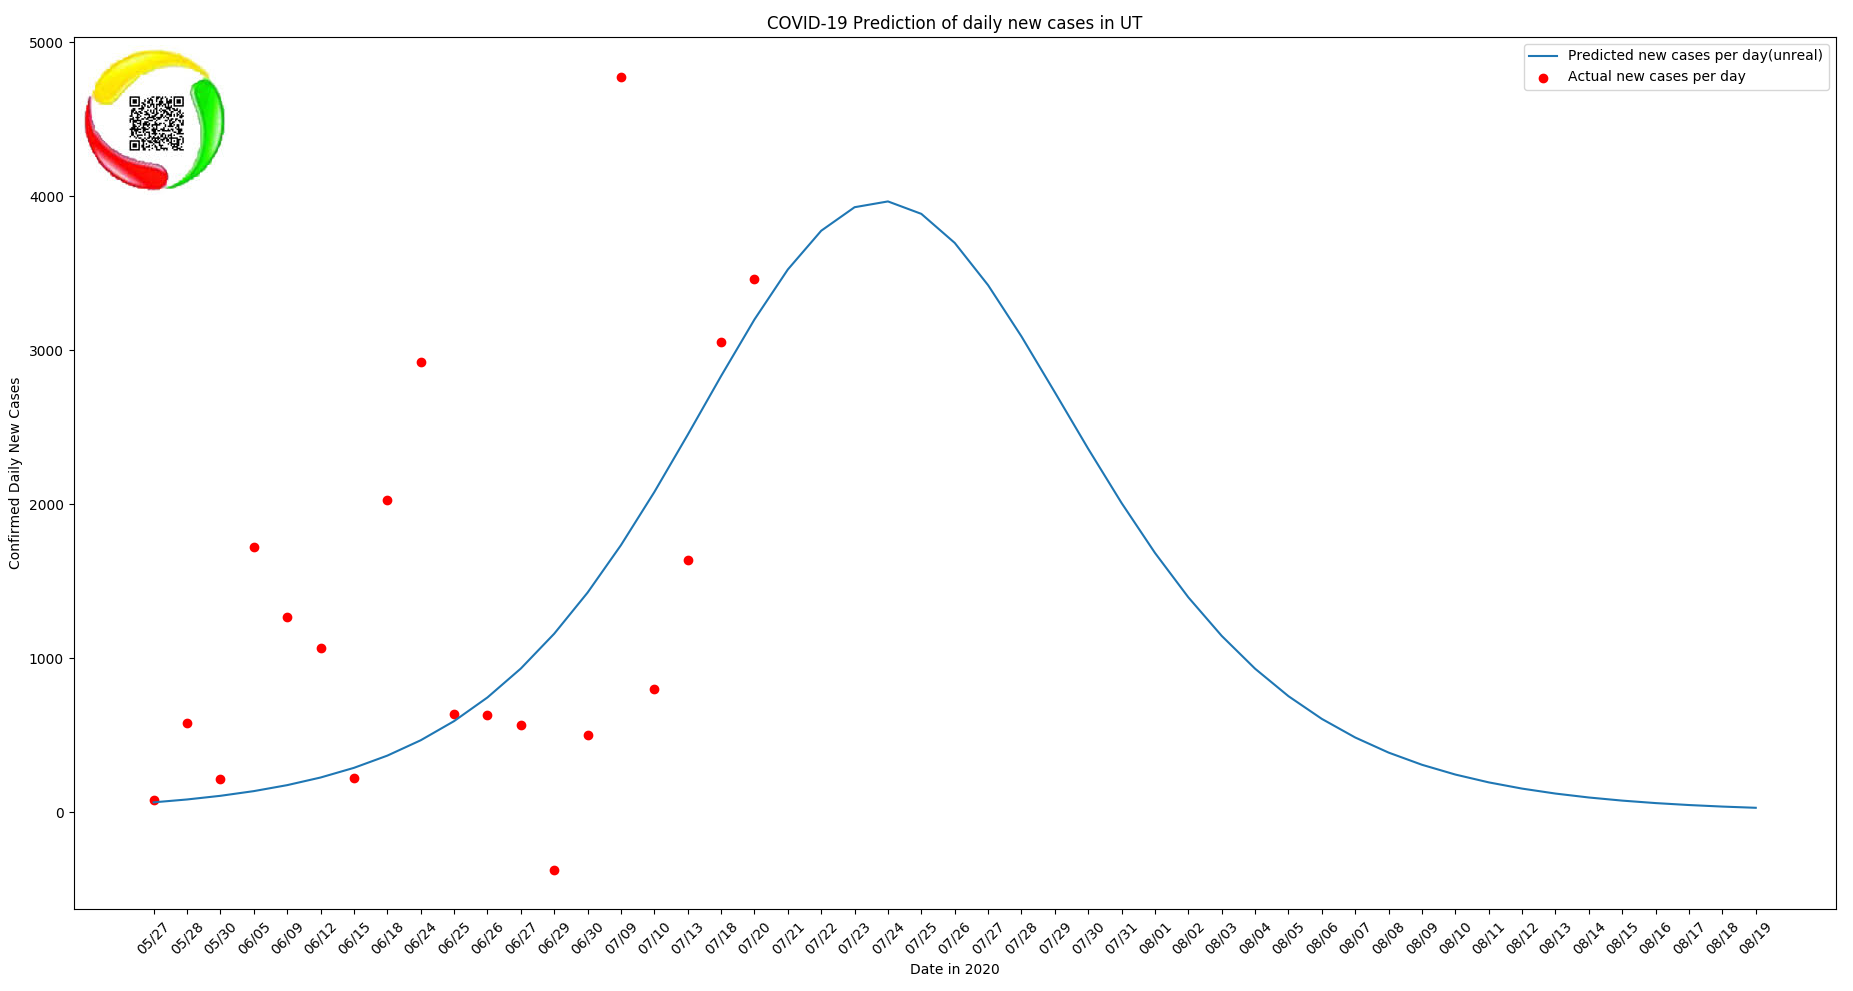 COVID-19 Prediction of daily new cases in UT
Predicted new cases per day(unreal)
Actual new cases per day
Confirmed Daily New Cases
5000
4000
3000
2000
1000
0
05/27 05/28 05/30 06/05 06/09 06/12 06/15 06/18 06/24 06/25 06/26 06/27 06/29 06/30 07/09 07/10 07/13 07/18 07/20 07/21 07/22 07/23 07/24 07/25 07/26 07/27 07/28 07/29 07/30 07/31 08/01 08/02 08/03 08/04 08/05 08/06 08/07 08/08 08/09 08/10 08/11 08/12 08/13 08/14 08/15 08/16 08/17 08/18 08/19
Date in 2020